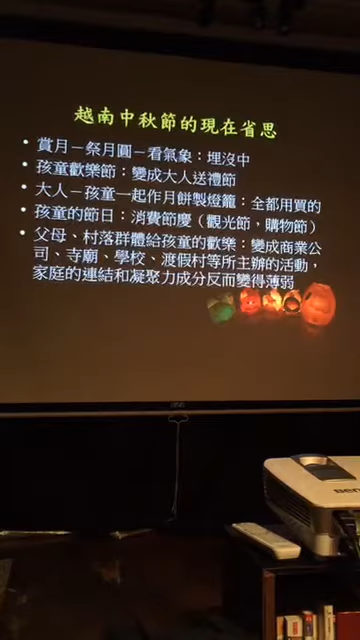 越南中秋節的現在省思
• 賞月－祭月圓－看氣象：埋沒中
• 孩童歡樂節：變成大人送禮節
• 大人－孩童一起作月餅製燈籠：全都用買的
• 孩童的節日：消費節慶（觀光節，購物節）
• 父母、村落群體給孩童的歡樂：變成商業公
司、寺廟、學校、渡假村等所主辦的活動，
家庭的連結和凝聚力成分反而變得薄弱